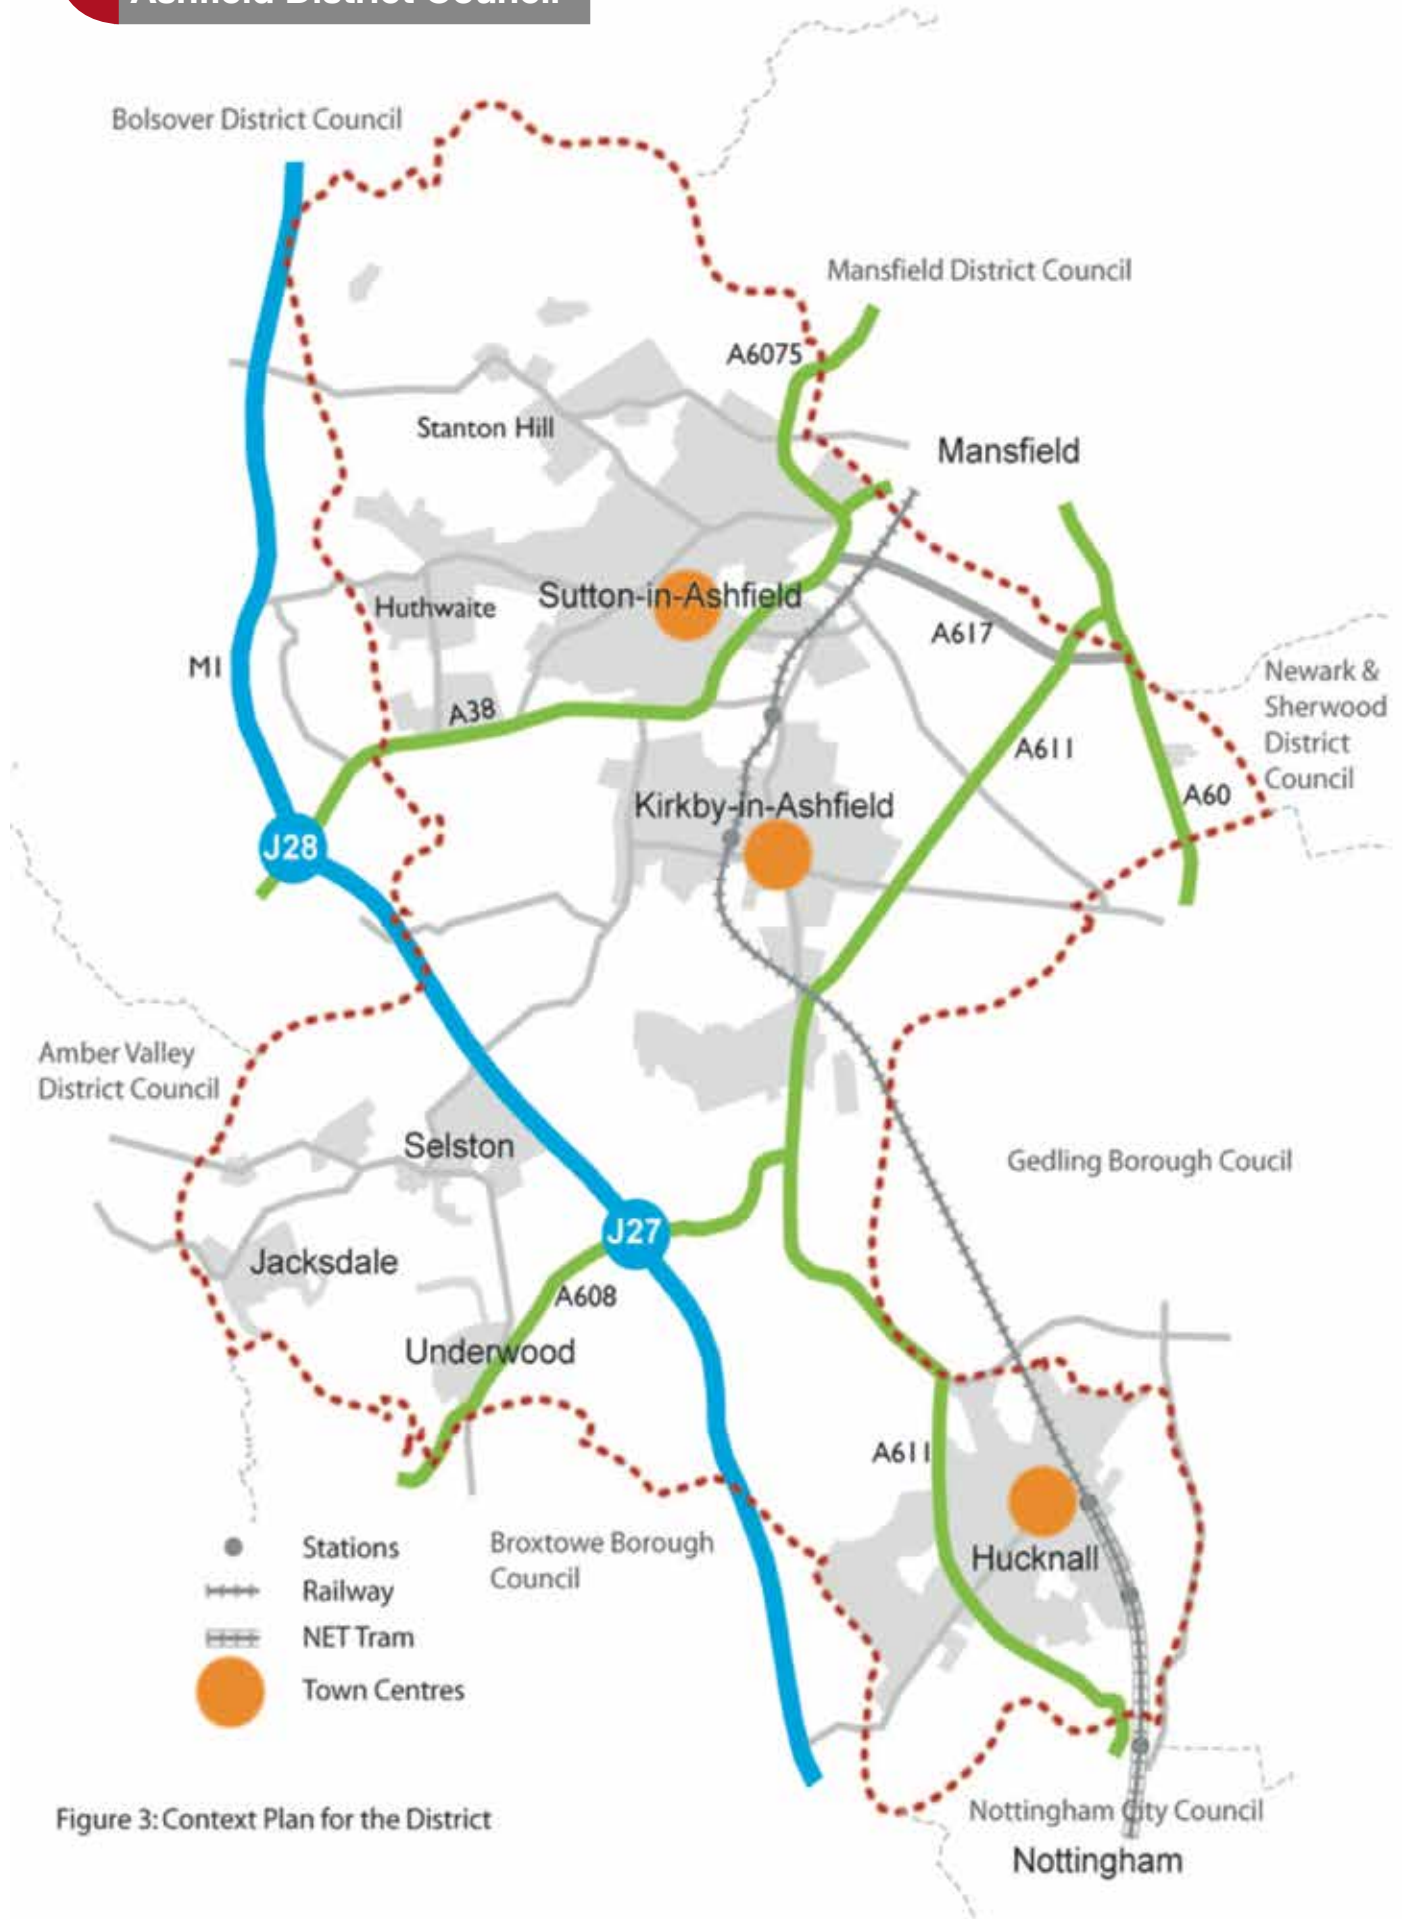 Ashfield District Council
Bolsover District Council
Mansfield District Council
A6075
Stanton Hill
Mansfield
Sutton-in-Ashfield
Huthwaite
A617
M1
Newark &
Sherwood
District
Council
A38
A611
A60
Kirkby-in-Ashfield
J28
Amber Valley
District Council
Selston
Gedling Borough Coucil
J27
Jacksdale
A608
Underwood
A611
Hucknall
Broxtowe Borough
Council
Stations
Railway
NET Tram
Town Centres
Figure 3: Context Plan for the District
Nottingham City Council
Nottingham